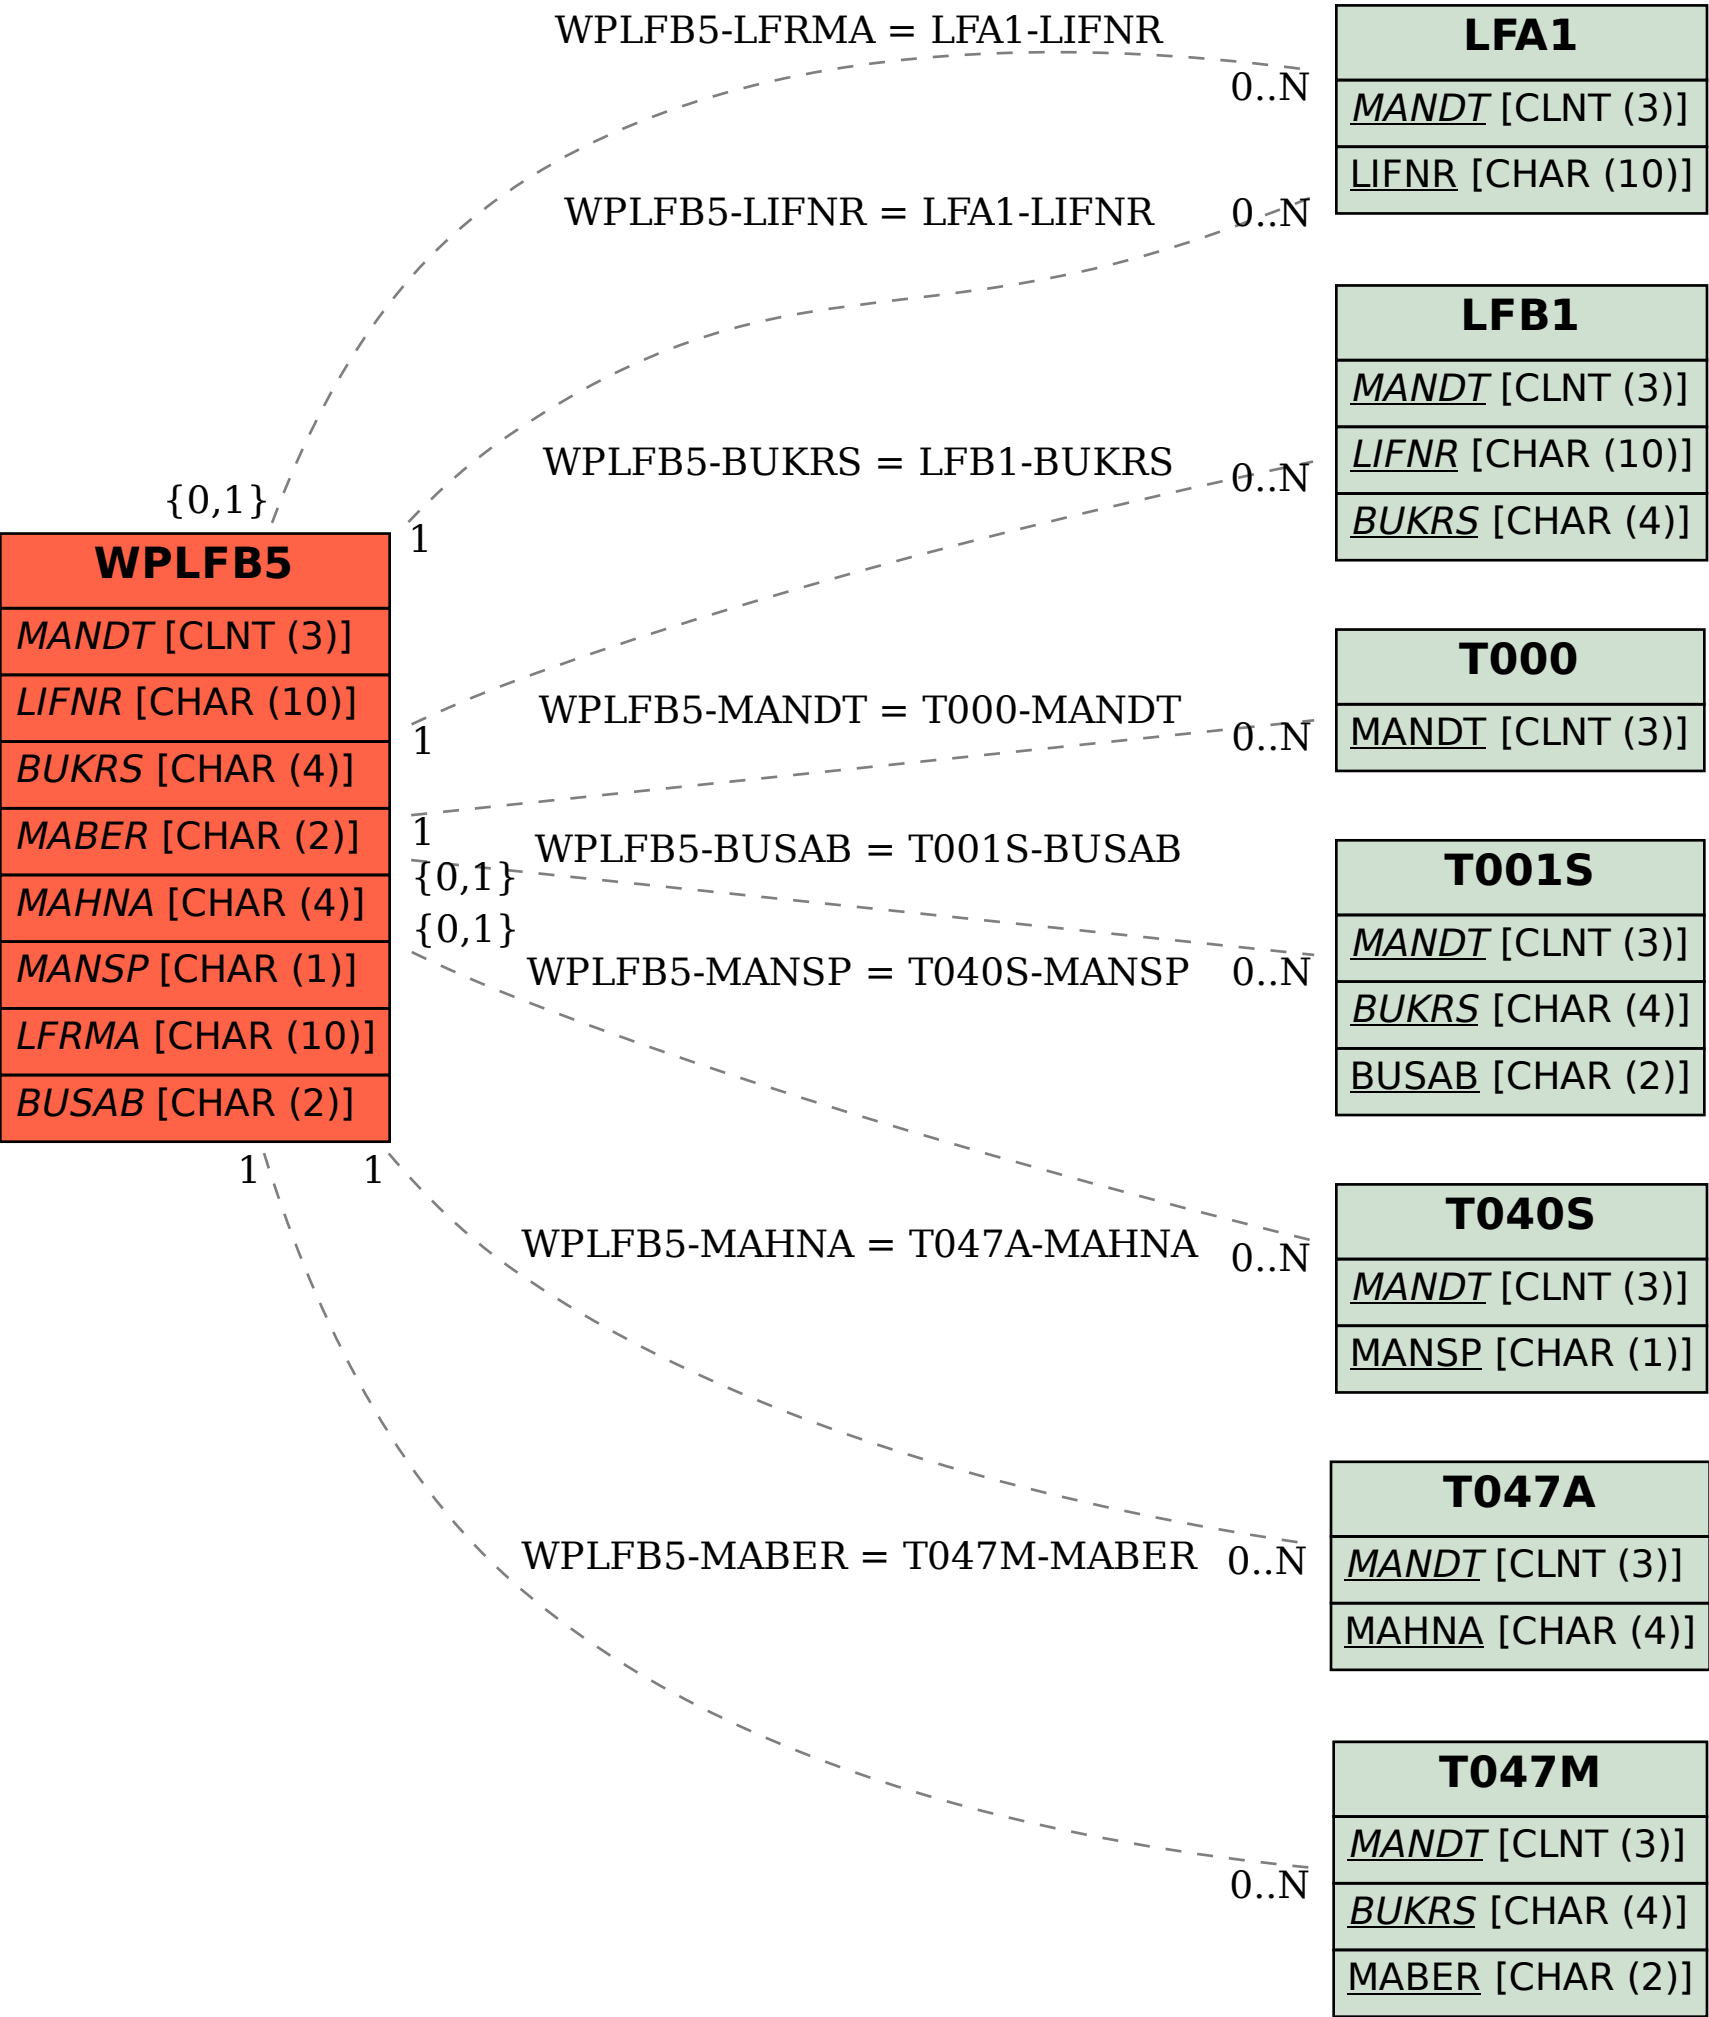 WPLFB5-LFRMA = LFA1-LIFNR
0..N
{0,1}
WPLFB5-LIFNR = LFA1-LIFNR
0..N
1
WPLFB5-BUKRS = LFB1-BUKRS
0..N
1
WPLFB5-MANDT = T000-MANDT
0..N
1
WPLFB5-BUSAB = T001S-BUSAB
{0,1}
0..N
{0,1}
WPLFB5-MANSP = T040S-MANSP
0..N
1
WPLFB5-MAHNA = T047A-MAHNA
0..N
1
WPLFB5-MABER = T047M-MABER
0..N
WPLFB5
MANDT [CLNT (3)]
LIFNR [CHAR (10)]
BUKRS [CHAR (4)]
MABER [CHAR (2)]
MAHNA [CHAR (4)]
MANSP [CHAR (1)]
LFRMA [CHAR (10)]
BUSAB [CHAR (2)]
LFA1
MANDT [CLNT (3)]
LIFNR [CHAR (10)]
LFB1
MANDT [CLNT (3)]
LIFNR [CHAR (10)]
BUKRS [CHAR (4)]
T000
MANDT [CLNT (3)]
T001S
MANDT [CLNT (3)]
BUKRS [CHAR (4)]
BUSAB [CHAR (2)]
T040S
MANDT [CLNT (3)]
MANSP [CHAR (1)]
T047A
MANDT [CLNT (3)]
MAHNA [CHAR (4)]
T047M
MANDT [CLNT (3)]
BUKRS [CHAR (4)]
MABER [CHAR (2)]